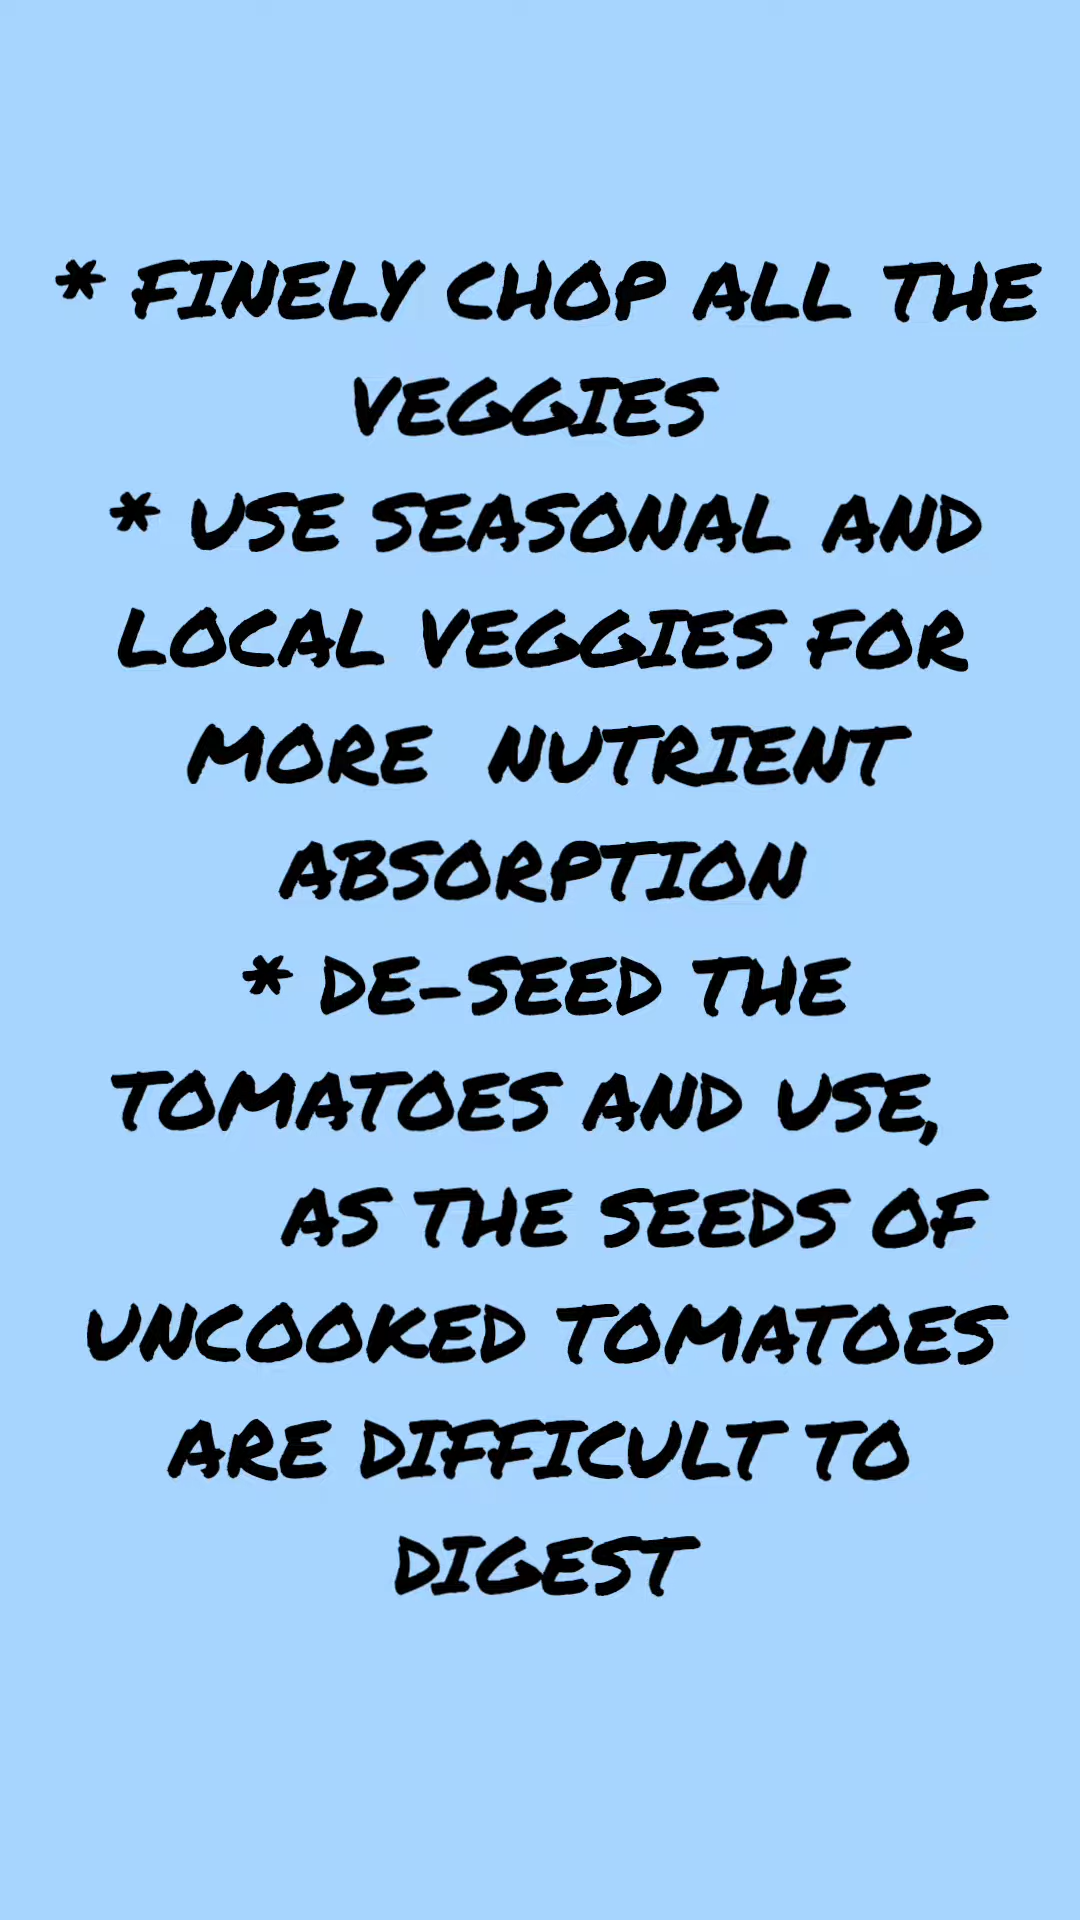 * FINELY CHOP ALL THE
VEGGIES
* USE SEASONAL AND
LOCAL VEGGIES FOR
MORE  NUTRIENT
ABSORPTION
* DE-SEED THE
TOMATOES AND USE,
AS THE SEEDS OF
UNCOOKED TOMATOES
ARE DIFFICULT TO
DIGEST